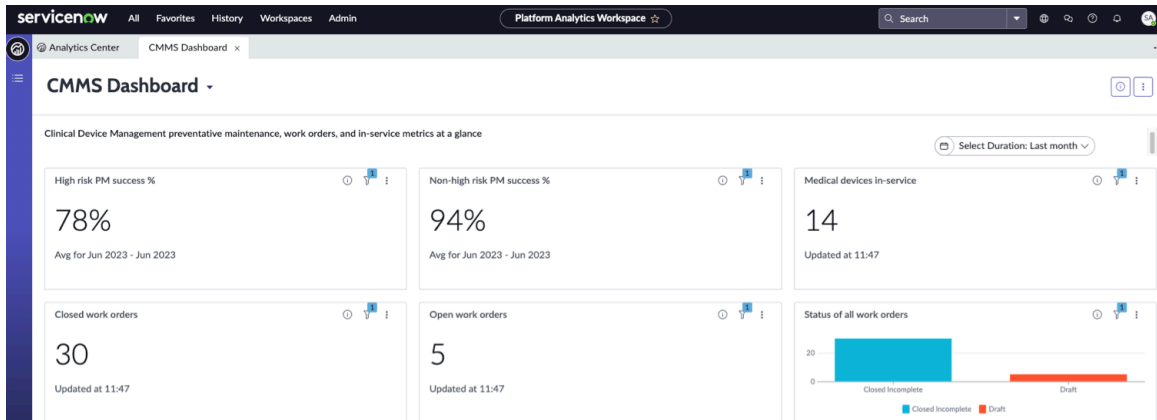 servicenow All Favorites History Workspaces Admin Platform Analytics Workspace Search SA
Analytics Center CMMS Dashboard ×
CMMS Dashboard
Clinical Device Management preventative maintenance, work orders, and in-service metrics at a glance
Select Duration: Last month
High risk PM success % 1
78%
Avg for Jun 2023 - Jun 2023
Non-high risk PM success % 1
94%
Avg for Jun 2023 - Jun 2023
Medical devices in-service 1
14
Updated at 11:47
Closed work orders 1
30
Updated at 11:47
Open work orders 1
5
Updated at 11:47
Status of all work orders 1
20
0
Closed Incomplete Draft
Closed Incomplete Draft